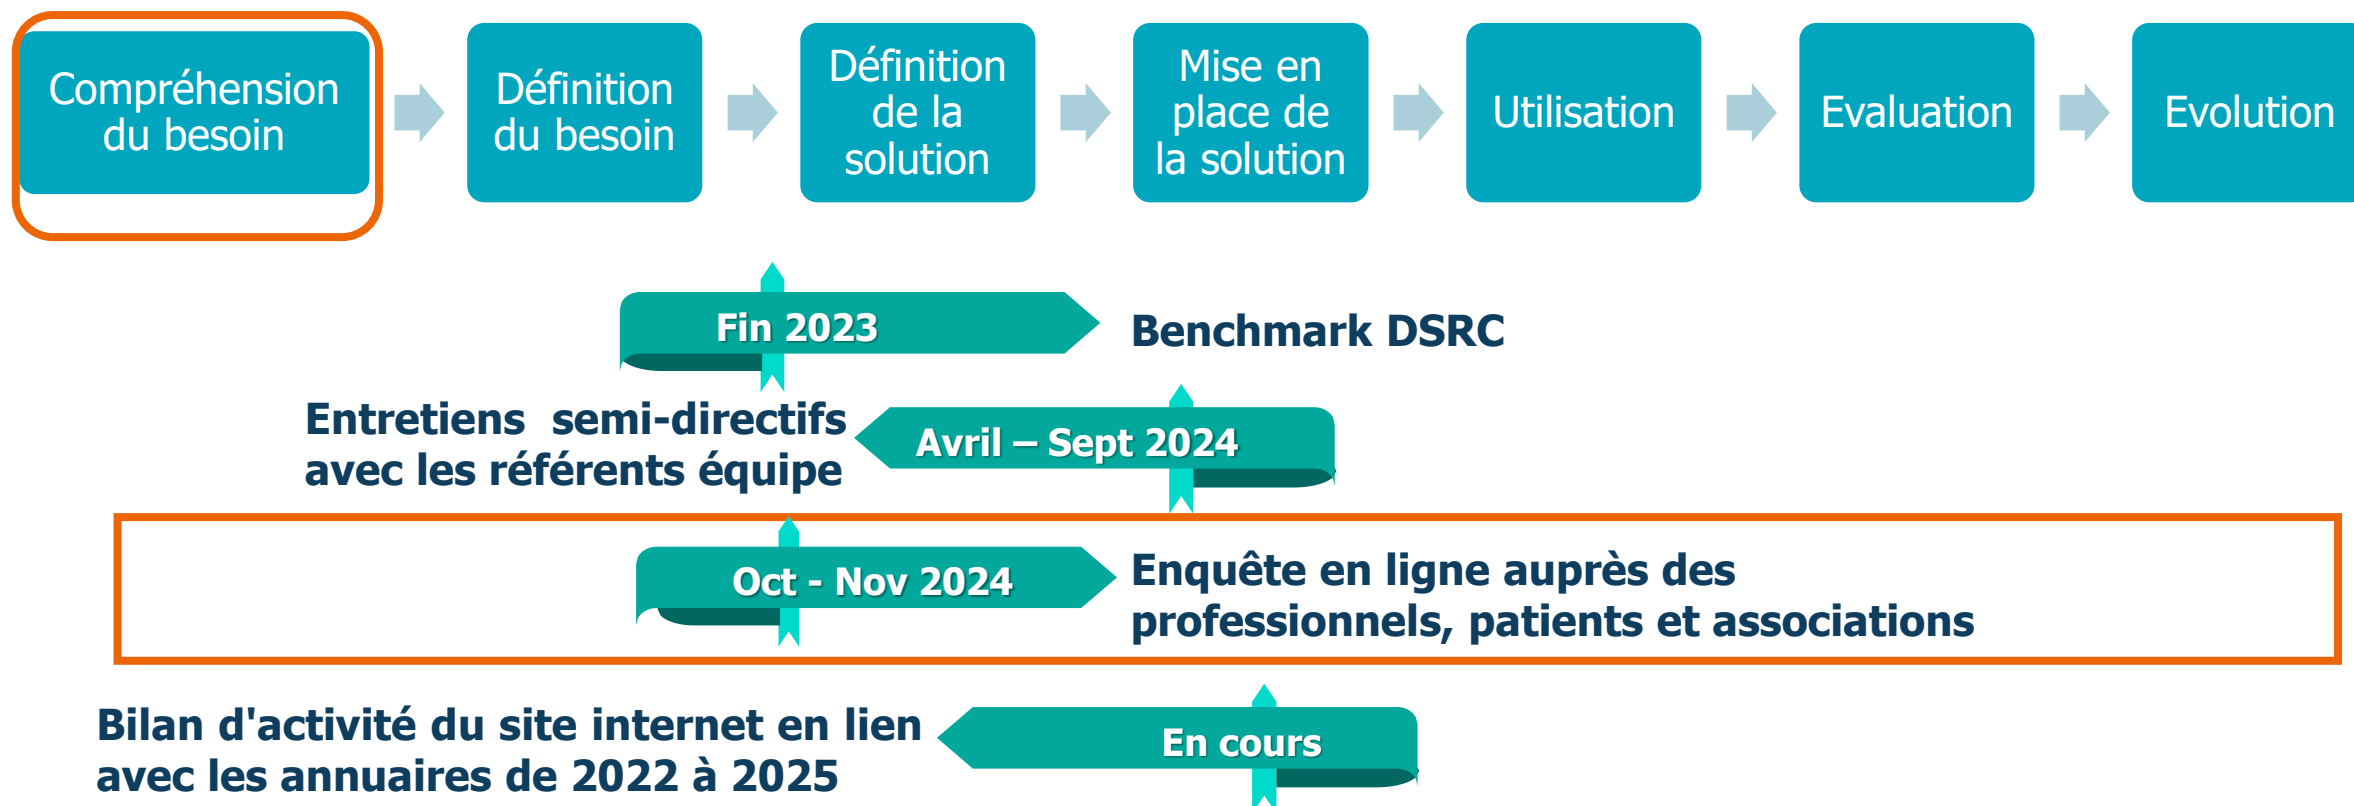 Compréhension
du besoin
Définition
du besoin
Définition
de la
solution
Mise en
place de
la solution
Utilisation
Evaluation
Evolution
Fin 2023
Benchmark DSRC
Entretiens semi-directifs
avec les référents équipe
Avril – Sept 2024
Oct - Nov 2024
Enquête en ligne auprès des
professionnels, patients et associations
Bilan d'activité du site internet en lien
avec les annuaires de 2022 à 2025
En cours